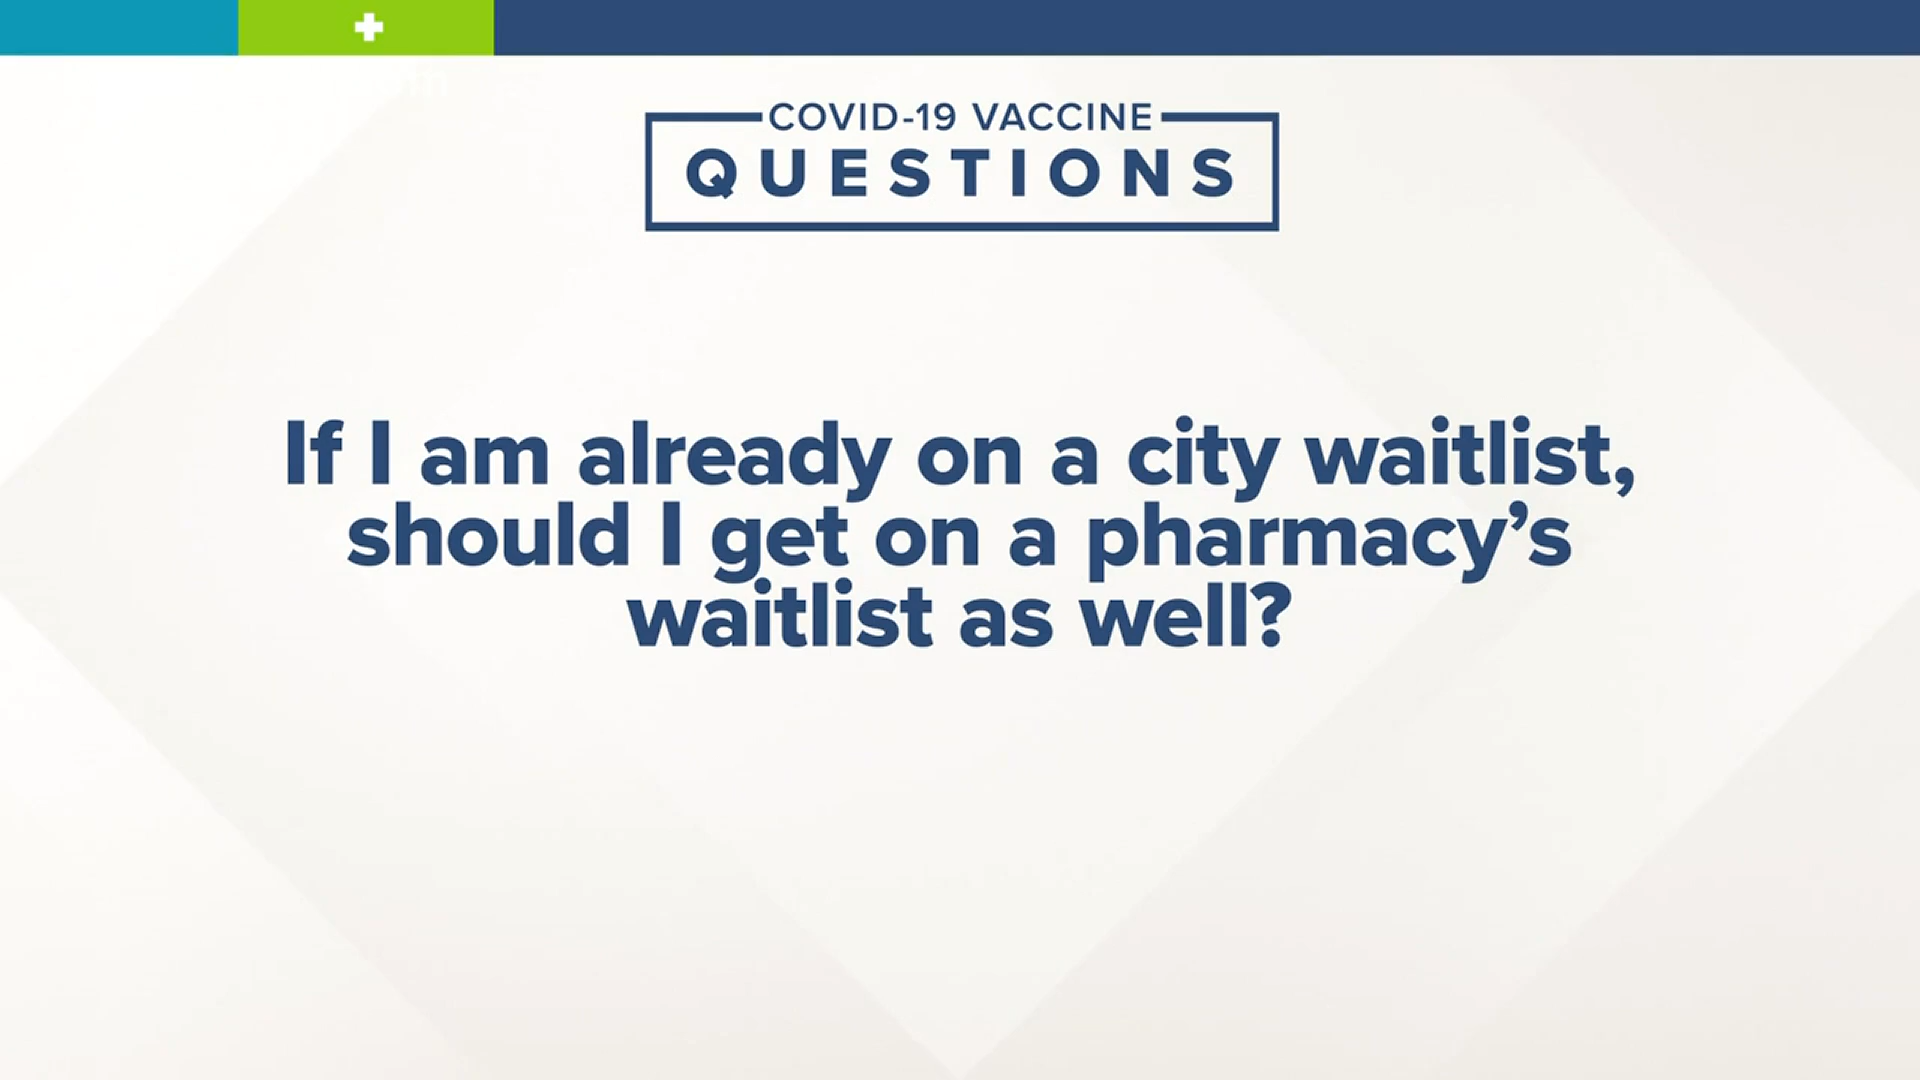 COVID-19 VACCINE
QUESTIONS
If I am already on a city waitlist,
should I get on a pharmacy’s
waitlist as well?